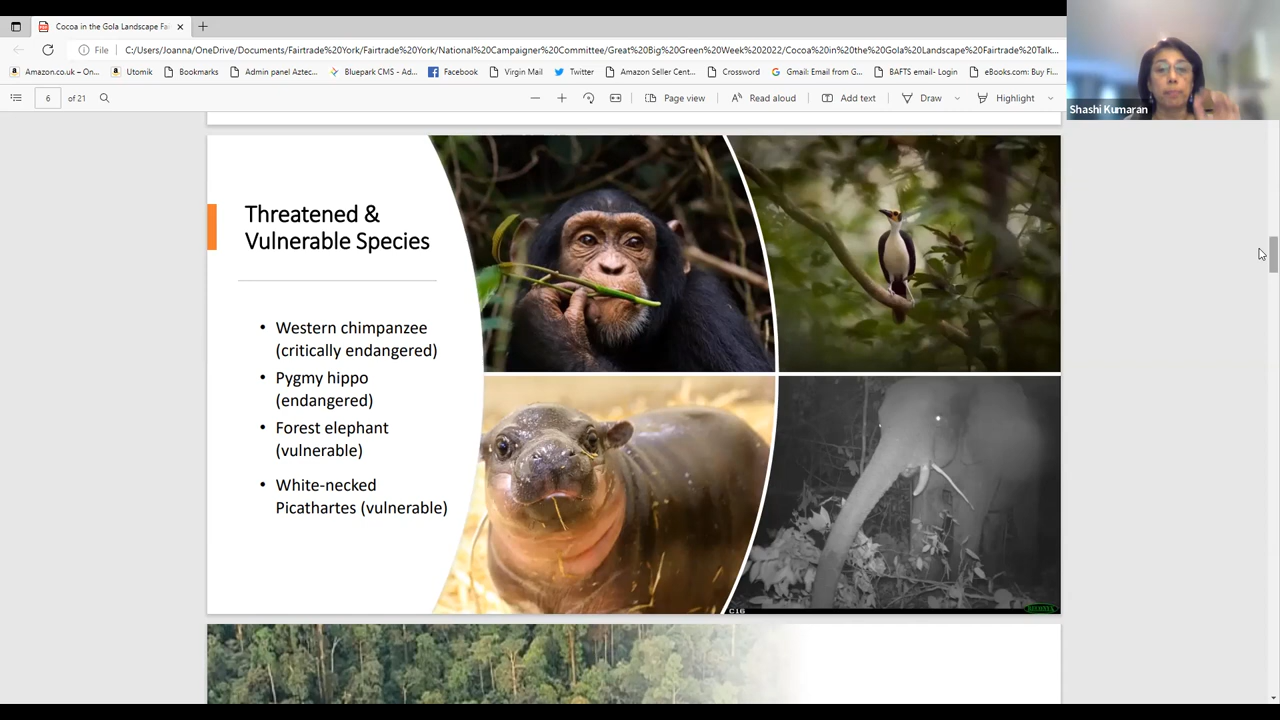 Cocoa in the Gola Landscape Fai
File
C:/Users/Joanna/OneDrive/Documents/Fairtrade%20York/Fairtrade%20York/National%20Campaigner%20Committee/Great%20Big%20Green%20Week%202022/Cocoa%20in%20the%20Gola%20Landscape%20Fairtrade%20Talk...
Amazon.co.uk – On...
Utomik
Bookmarks
Admin panel Aztec...
Bluepark CMS - Ad...
Facebook
Virgin Mail
Twitter
Amazon Seller Cent...
Crossword
Gmail: Email from G...
BAFTS email- Login
eBooks.com: Buy Fi...
6 of 21
Page view
Read aloud
Add text
Draw
Highlight
Shashi Kumaran
Threatened &
Vulnerable Species
• Western chimpanzee
(critically endangered)
• Pygmy hippo
(endangered)
• Forest elephant
(vulnerable)
• White-necked
Picathartes (vulnerable)
C16